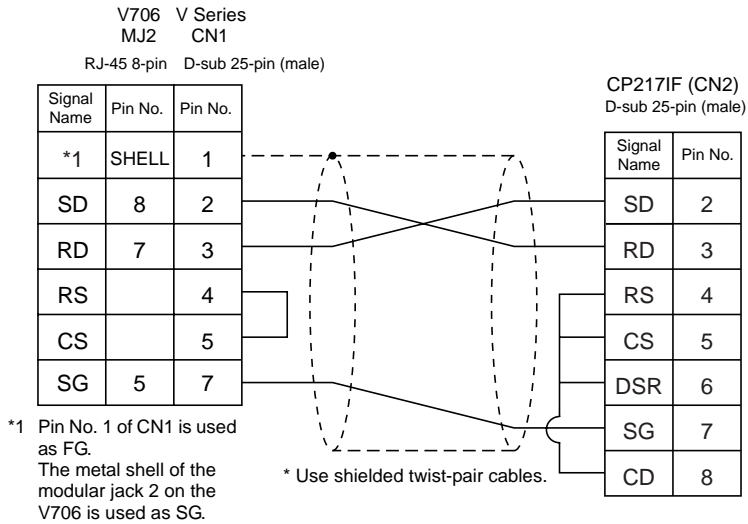 V706 V Series
MJ2 CN1
RJ-45 8-pin D-sub 25-pin (male)
Signal Name Pin No. Pin No.
*1 SHELL 1
SD 8 2
RD 7 3
RS 4
CS 5
SG 5 7
*1 Pin No. 1 of CN1 is used
as FG.
The metal shell of the
modular jack 2 on the
V706 is used as SG.
* Use shielded twist-pair cables.
CP217IF (CN2)
D-sub 25-pin (male)
Signal Name Pin No.
SD 2
RD 3
RS 4
CS 5
DSR 6
SG 7
CD 8